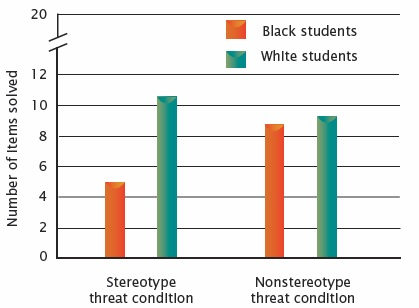 20
Black students
White students
Number of items solved
12
10
8
6
4
2
0
Stereotype
threat condition
Nonstereotype
threat condition